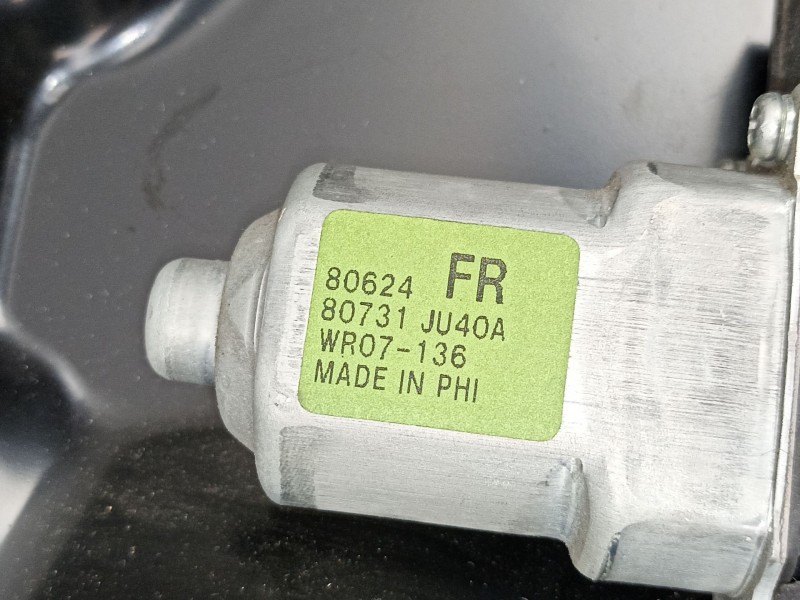 80624 FR
80731 JU40A
WR07-136
MADE IN PHI